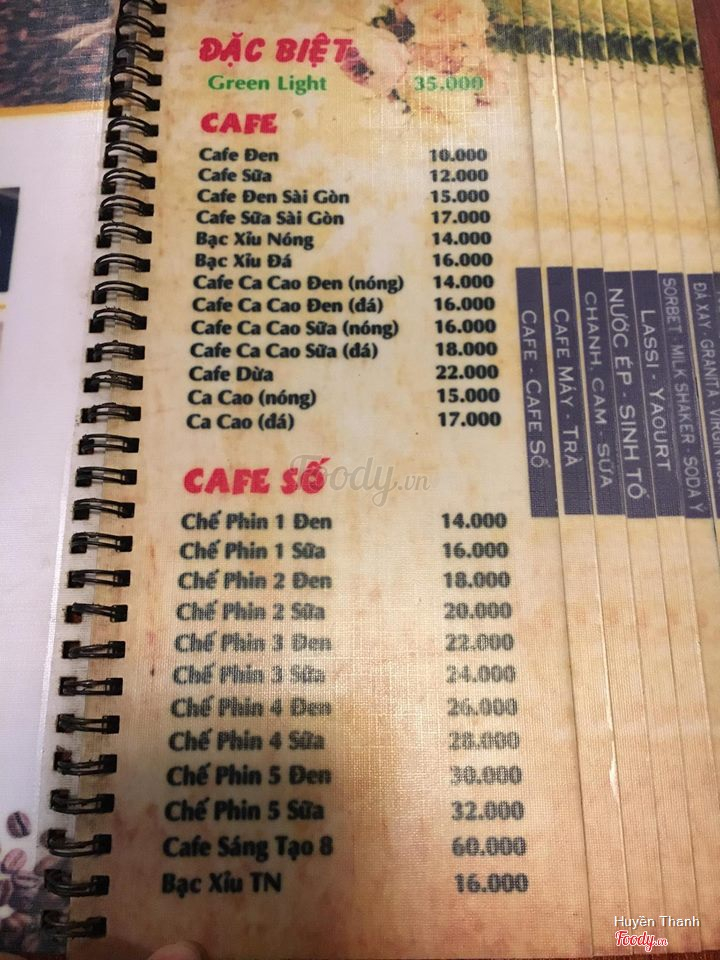 ĐẶC BIỆT
Green Light 35.000
CAFE
Cafe Đen 10.000
Cafe Sữa 12.000
Cafe Đen Sài Gòn 15.000
Cafe Sữa Sài Gòn 17.000
Bạc Xỉu Nóng 14.000
Bạc Xỉu Đá 16.000
Cafe Ca Cao Đen (nóng) 14.000
Cafe Ca Cao Đen (đá) 16.000
Cafe Ca Cao Sữa (nóng) 16.000
Cafe Ca Cao Sữa (đá) 18.000
Cafe Dừa 22.000
Ca Cao (nóng) 15.000
Ca Cao (đá) 17.000
CAFE SỐ
Chế Phin 1 Đen 14.000
Chế Phin 1 Sữa 16.000
Chế Phin 2 Đen 18.000
Chế Phin 2 Sữa 20.000
Chế Phin 3 Đen 22.000
Chế Phin 3 Sữa 24.000
Chế Phin 4 Đen 26.000
Chế Phin 4 Sữa 28.000
Chế Phin 5 Đen 30.000
Chế Phin 5 Sữa 32.000
Cafe Sáng Tạo 8 60.000
Bạc Xỉu TN 16.000
CAFE - CAFE SỐ
CAFE MÁY - TRÀ
CHANH, CAM - SỮA
NƯỚC ÉP - SINH TỐ
LASSI - YAOURT
SORBET - MILK SHAKER - SODA Ý
ĐÁ XAY - GRANITA - VIRGIN
Foody.vn
Huyền Thanh
Foody.vn